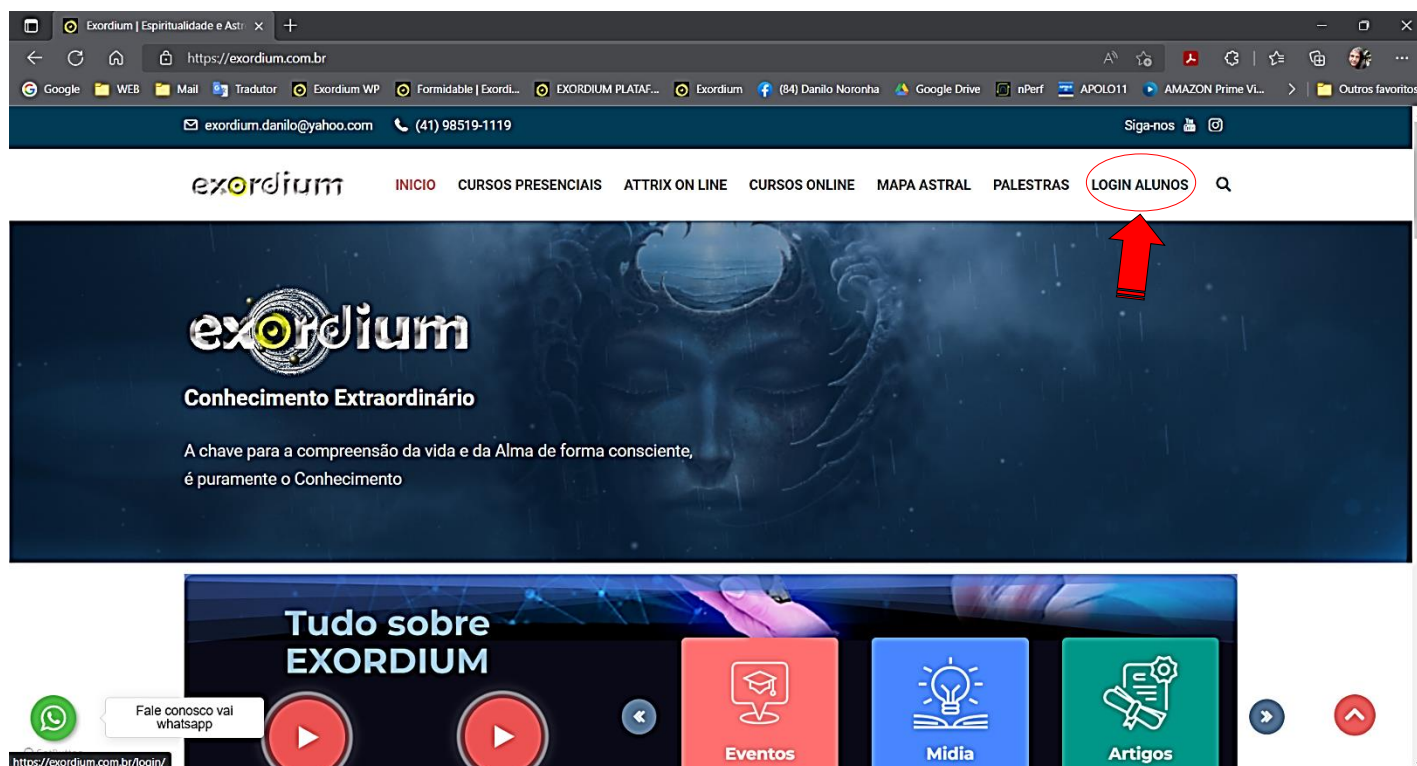 Exordium | Espiritualidade e Astr
https://exordium.com.br
Google WEB Mail Tradutor Exordium WP Formidable | Exordi... EXORDIUM PLATAF... Exordium (84) Danilo Noronha Google Drive nPerf APOLO11 AMAZON Prime Vi... Outros favoritos
exordium.danilo@yahoo.com (41) 98519-1119 Siga-nos
exordium INICIO CURSOS PRESENCIAIS ATTRIX ON LINE CURSOS ONLINE MAPA ASTRAL PALESTRAS LOGIN ALUNOS
exordium
Conhecimento Extraordinário
A chave para a compreensão da vida e da Alma de forma consciente,
é puramente o Conhecimento
Tudo sobre
EXORDIUM
Fale conosco vai
whatsapp
Eventos Midia Artigos
https://exordium.com.br/login/